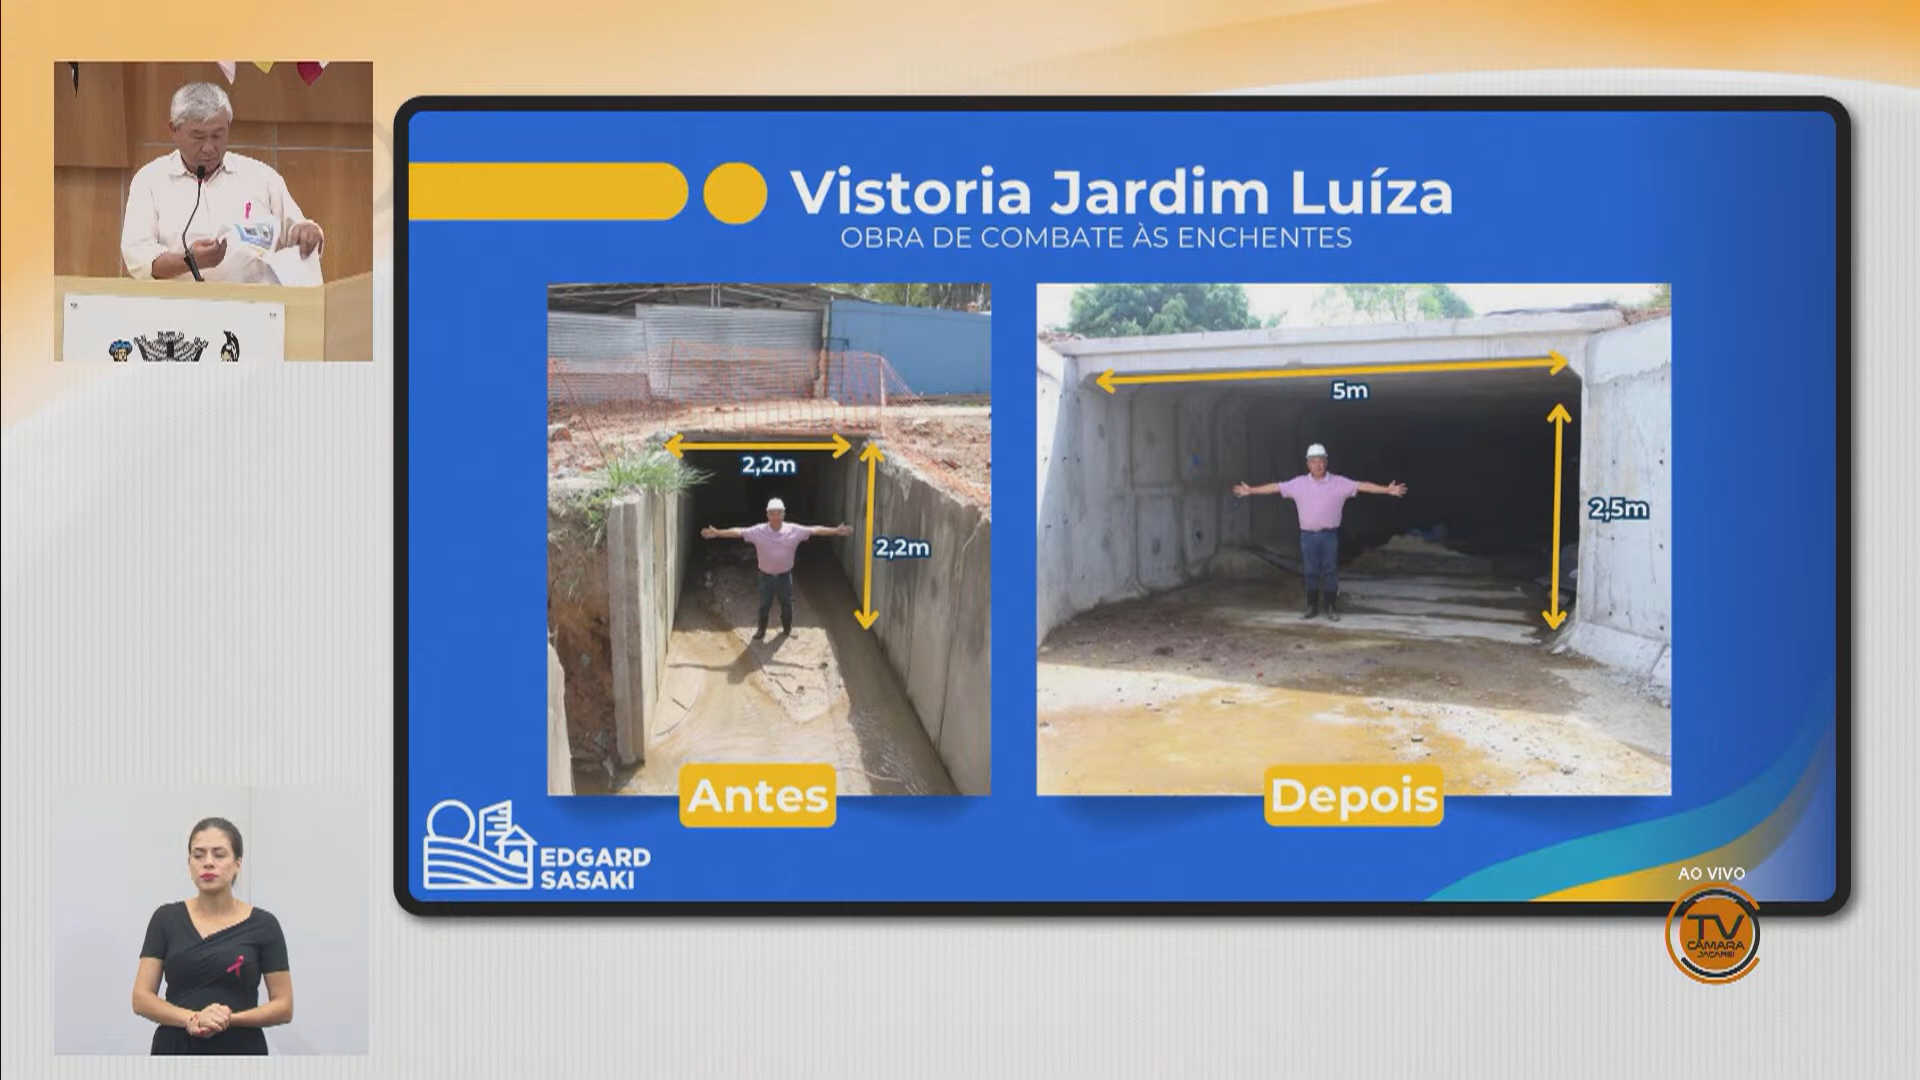 Vistoria Jardim Luíza
OBRA DE COMBATE ÀS ENCHENTES
2,2m
2,2m
5m
2,5m
Antes
Depois
EDGARD
SASAKI
AO VIVO
TV
CÂMARA
JACAREÍ